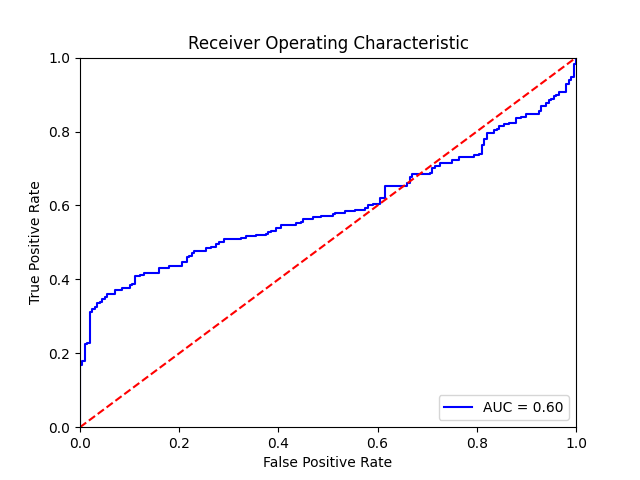 Receiver Operating Characteristic
True Positive Rate
1.0
0.8
0.6
0.4
0.2
0.0
AUC = 0.60
0.0 0.2 0.4 0.6 0.8 1.0
False Positive Rate